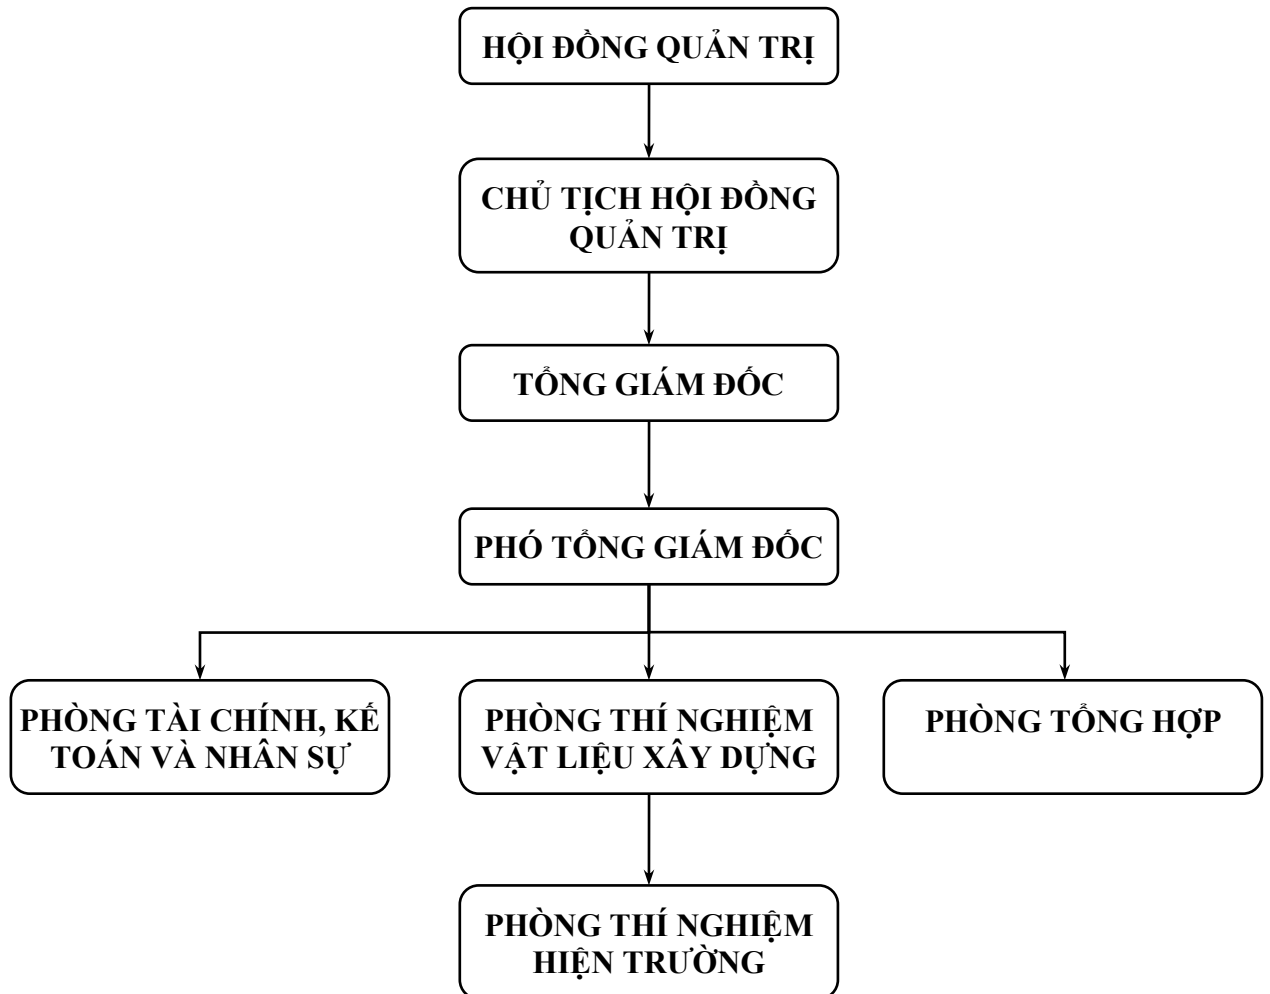 HỘI ĐỒNG QUẢN TRỊ
CHỦ TỊCH HỘI ĐỒNG
QUẢN TRỊ
TỔNG GIÁM ĐỐC
PHÓ TỔNG GIÁM ĐỐC
PHÒNG TÀI CHÍNH, KẾ
TOÁN VÀ NHÂN SỰ
PHÒNG THÍ NGHIỆM
VẬT LIỆU XÂY DỰNG
PHÒNG TỔNG HỢP
PHÒNG THÍ NGHIỆM
HIỆN TRƯỜNG